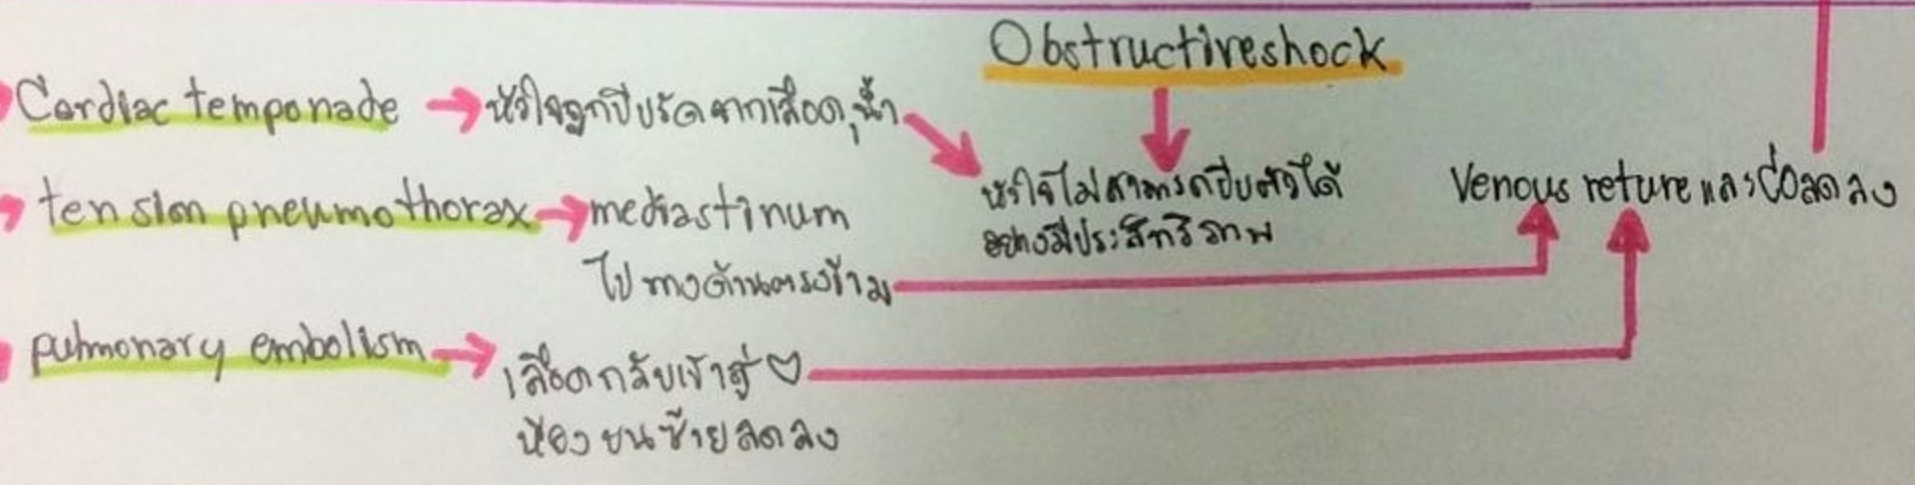 Obstructireshock
Cardiac temponade → หัวใจถูกบีบรัดจากเลือด,น้ำ
หัวใจไม่สามารถบีบตัวได้
อย่างมีประสิทธิภาพ
tension pneumothorax → mediastinum
ไปทางด้านตรงข้าม
Venous reture และ co ลดลง
pulmonary embolism → เลือดกลับเข้าสู่ ♡
ห้องบนซ้ายลดลง